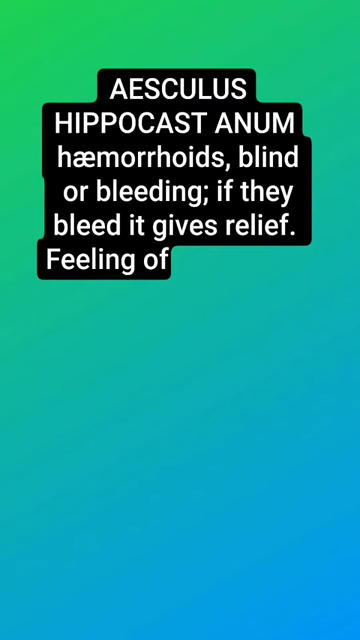 AESCULUS
HIPPOCAST ANUM
hæmorrhoids, blind
or bleeding; if they
bleed it gives relief.
Feeling of